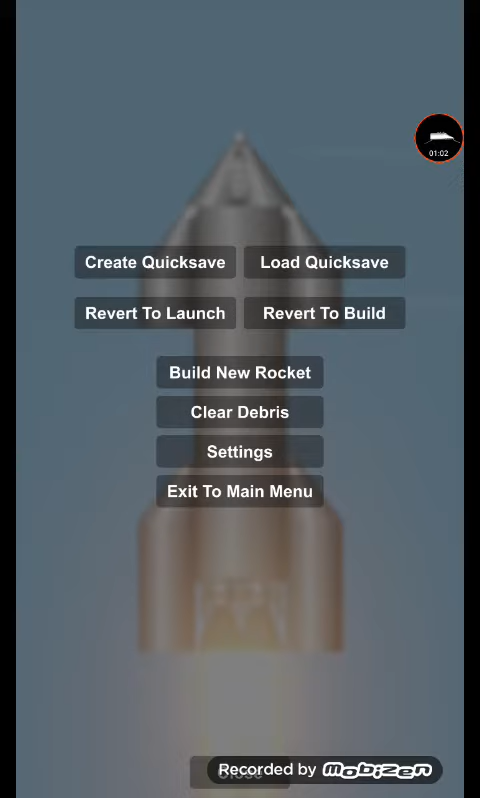 01:02
Create Quicksave Load Quicksave
Revert To Launch Revert To Build
Build New Rocket
Clear Debris
Settings
Exit To Main Menu
Recorded by mobizen